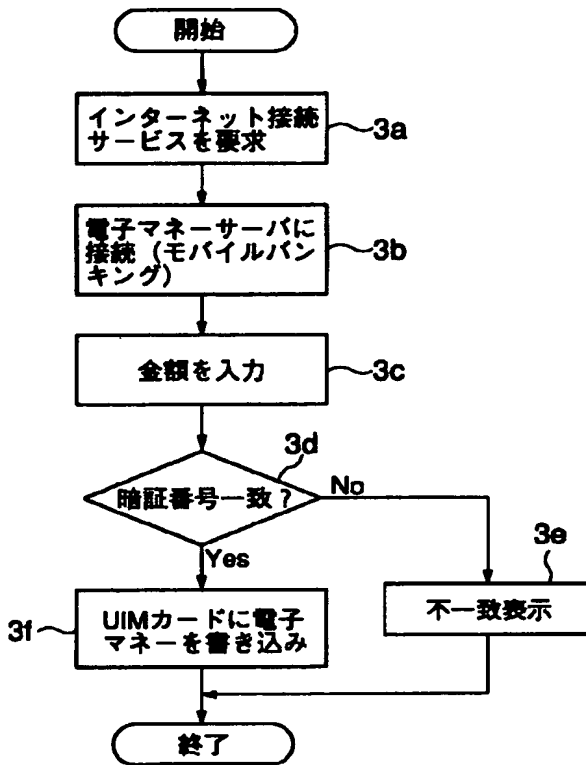 開始
インターネット接続
サービスを要求
3a
電子マネーサーバに
接続（モバイルバン
キング）
3b
金額を入力
3c
3d
暗証番号一致？
No
Yes
3e
不一致表示
3f
UIMカードに電子
マネーを書き込み
終了